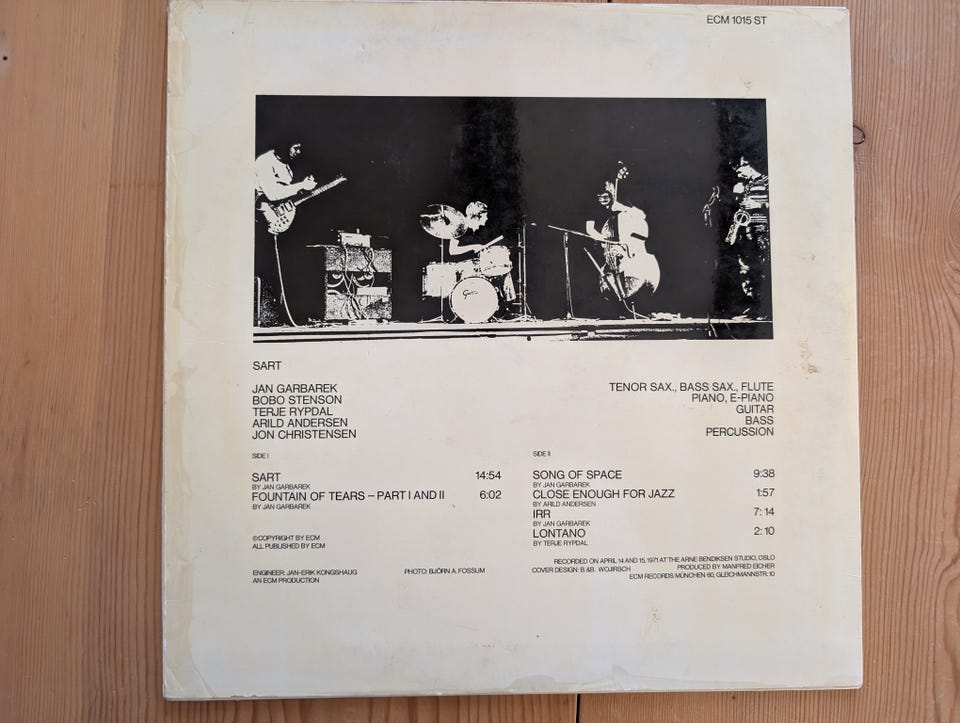 ECM 1015 ST
Gretsch
SART
JAN GARBAREK TENOR SAX., BASS SAX., FLUTE
BOBO STENSON PIANO, E-PIANO
TERJE RYPDAL GUITAR
ARILD ANDERSEN BASS
JON CHRISTENSEN PERCUSSION
SIDE I
SART 14:54
BY JAN GARBAREK
FOUNTAIN OF TEARS – PART I AND II 6:02
BY JAN GARBAREK
SIDE II
SONG OF SPACE 9:38
BY JAN GARBAREK
CLOSE ENOUGH FOR JAZZ 1:57
BY ARILD ANDERSEN
IRR 7:14
BY JAN GARBAREK
LONTANO 2:10
BY TERJE RYPDAL
©COPYRIGHT BY ECM
ALL PUBLISHED BY ECM
RECORDED ON APRIL 14 AND 15, 1971 AT THE ARNE BENDIKSEN STUDIO, OSLO
ENGINEER: JAN-ERIK KONGSHAUG PHOTO: BJÖRN A. FOSSUM COVER DESIGN: B.&B. WOJIRSCH PRODUCED BY MANFRED EICHER
AN ECM PRODUCTION ECM RECORDS MÜNCHEN 60, GLEICHMANNSTR. 10